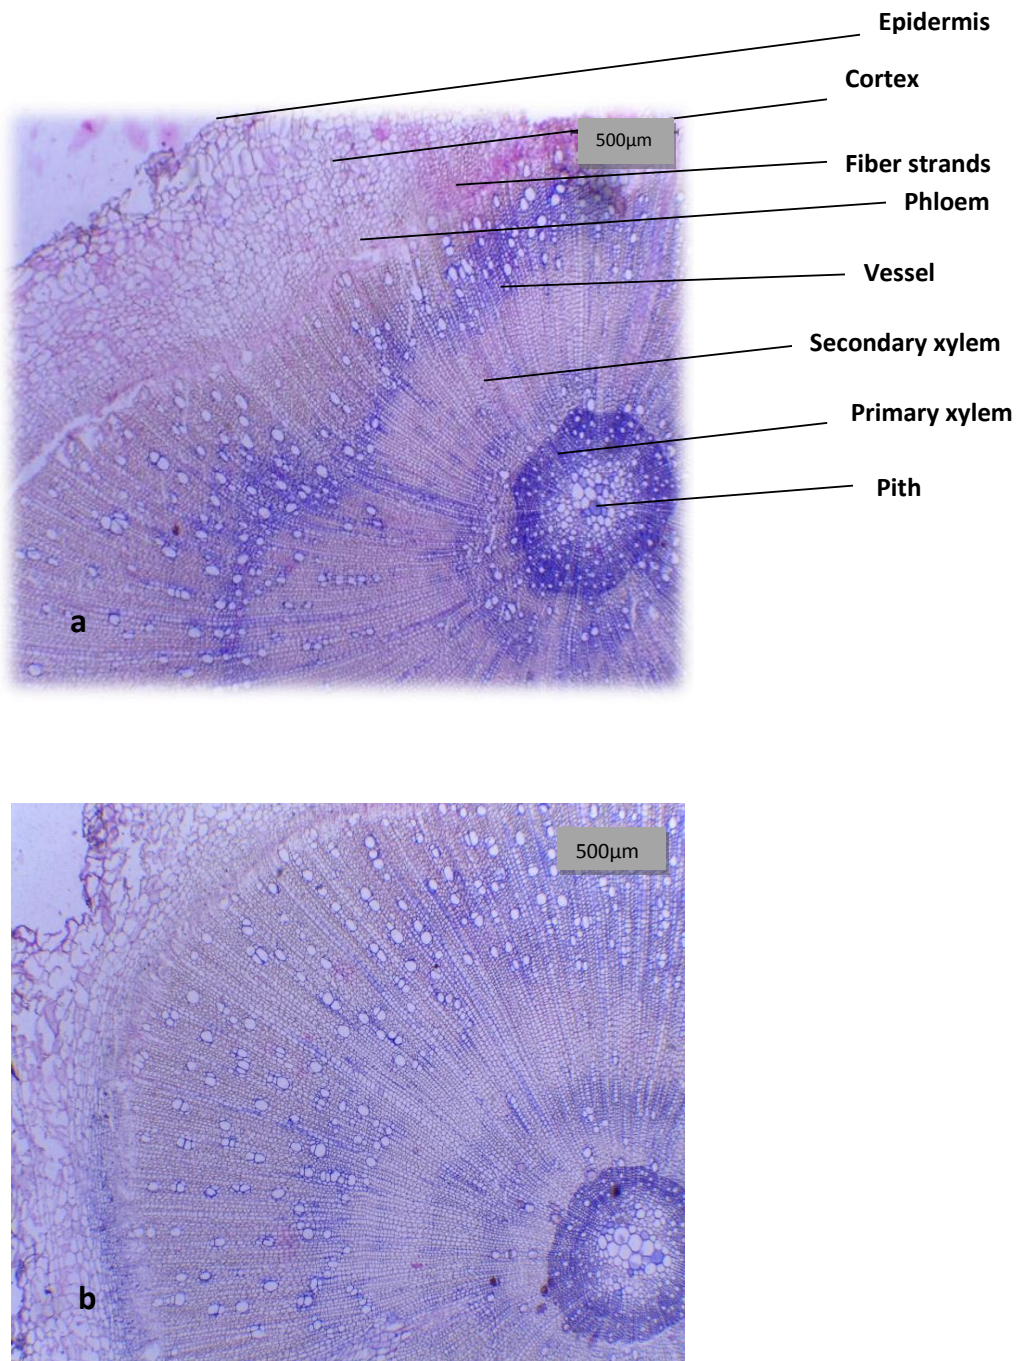 Epidermis
Cortex
500µm
Fiber strands
Phloem
Vessel
Secondary xylem
Primary xylem
Pith
a
500µm
b